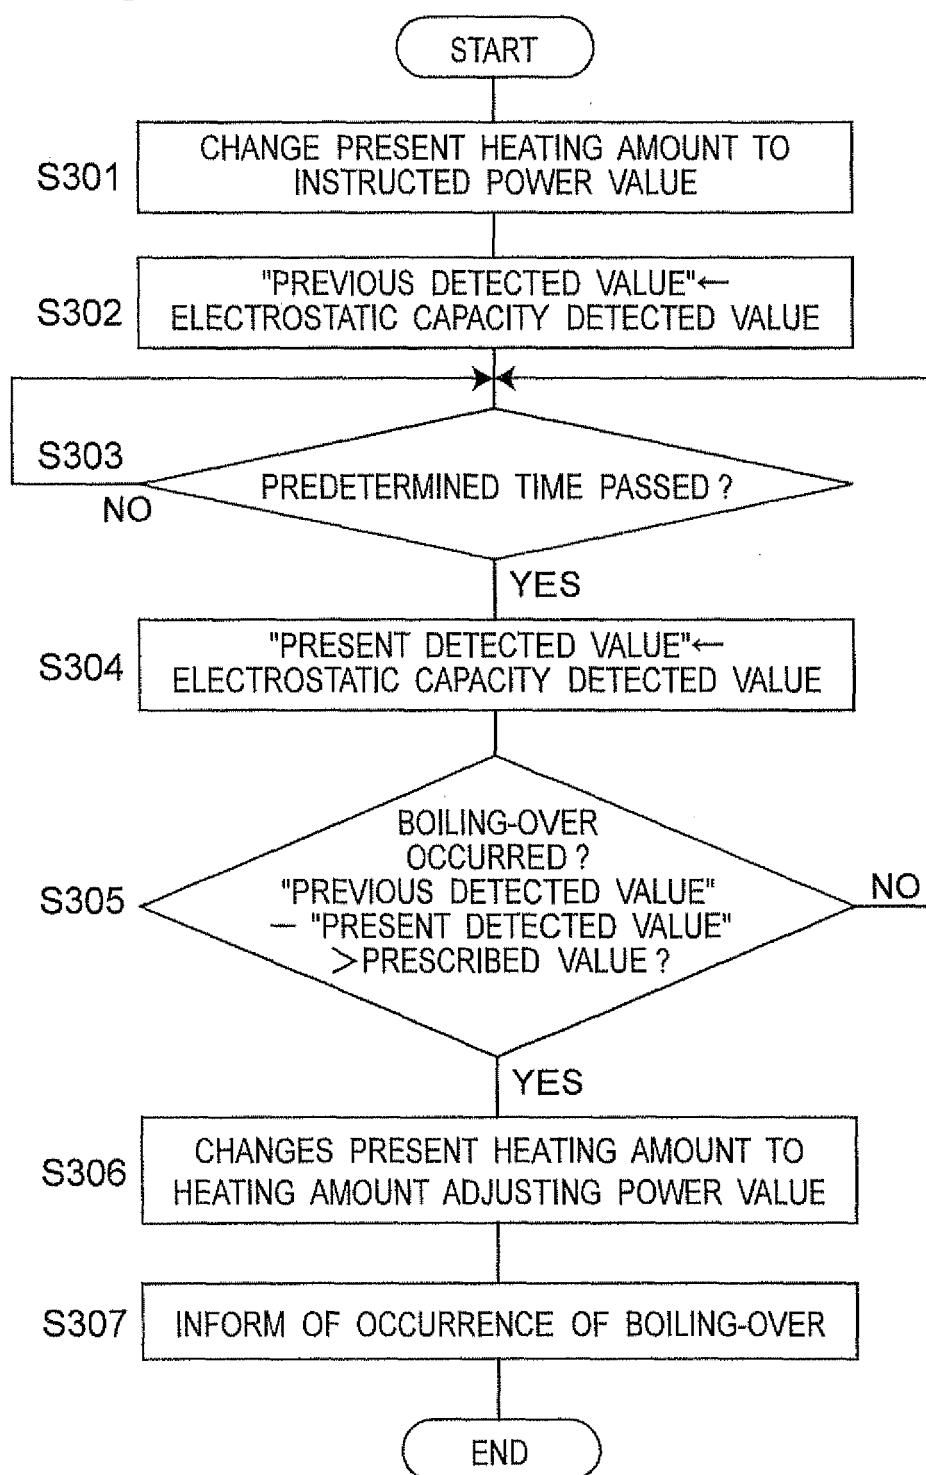 START
S301
CHANGE PRESENT HEATING AMOUNT TO
INSTRUCTED POWER VALUE
S302
"PREVIOUS DETECTED VALUE"←
ELECTROSTATIC CAPACITY DETECTED VALUE
S303
PREDETERMINED TIME PASSED ?
NO
YES
S304
"PRESENT DETECTED VALUE"←
ELECTROSTATIC CAPACITY DETECTED VALUE
S305
BOILING-OVER
OCCURRED ?
"PREVIOUS DETECTED VALUE"
— "PRESENT DETECTED VALUE"
>PRESCRIBED VALUE ?
NO
YES
S306
CHANGES PRESENT HEATING AMOUNT TO
HEATING AMOUNT ADJUSTING POWER VALUE
S307
INFORM OF OCCURRENCE OF BOILING-OVER
END